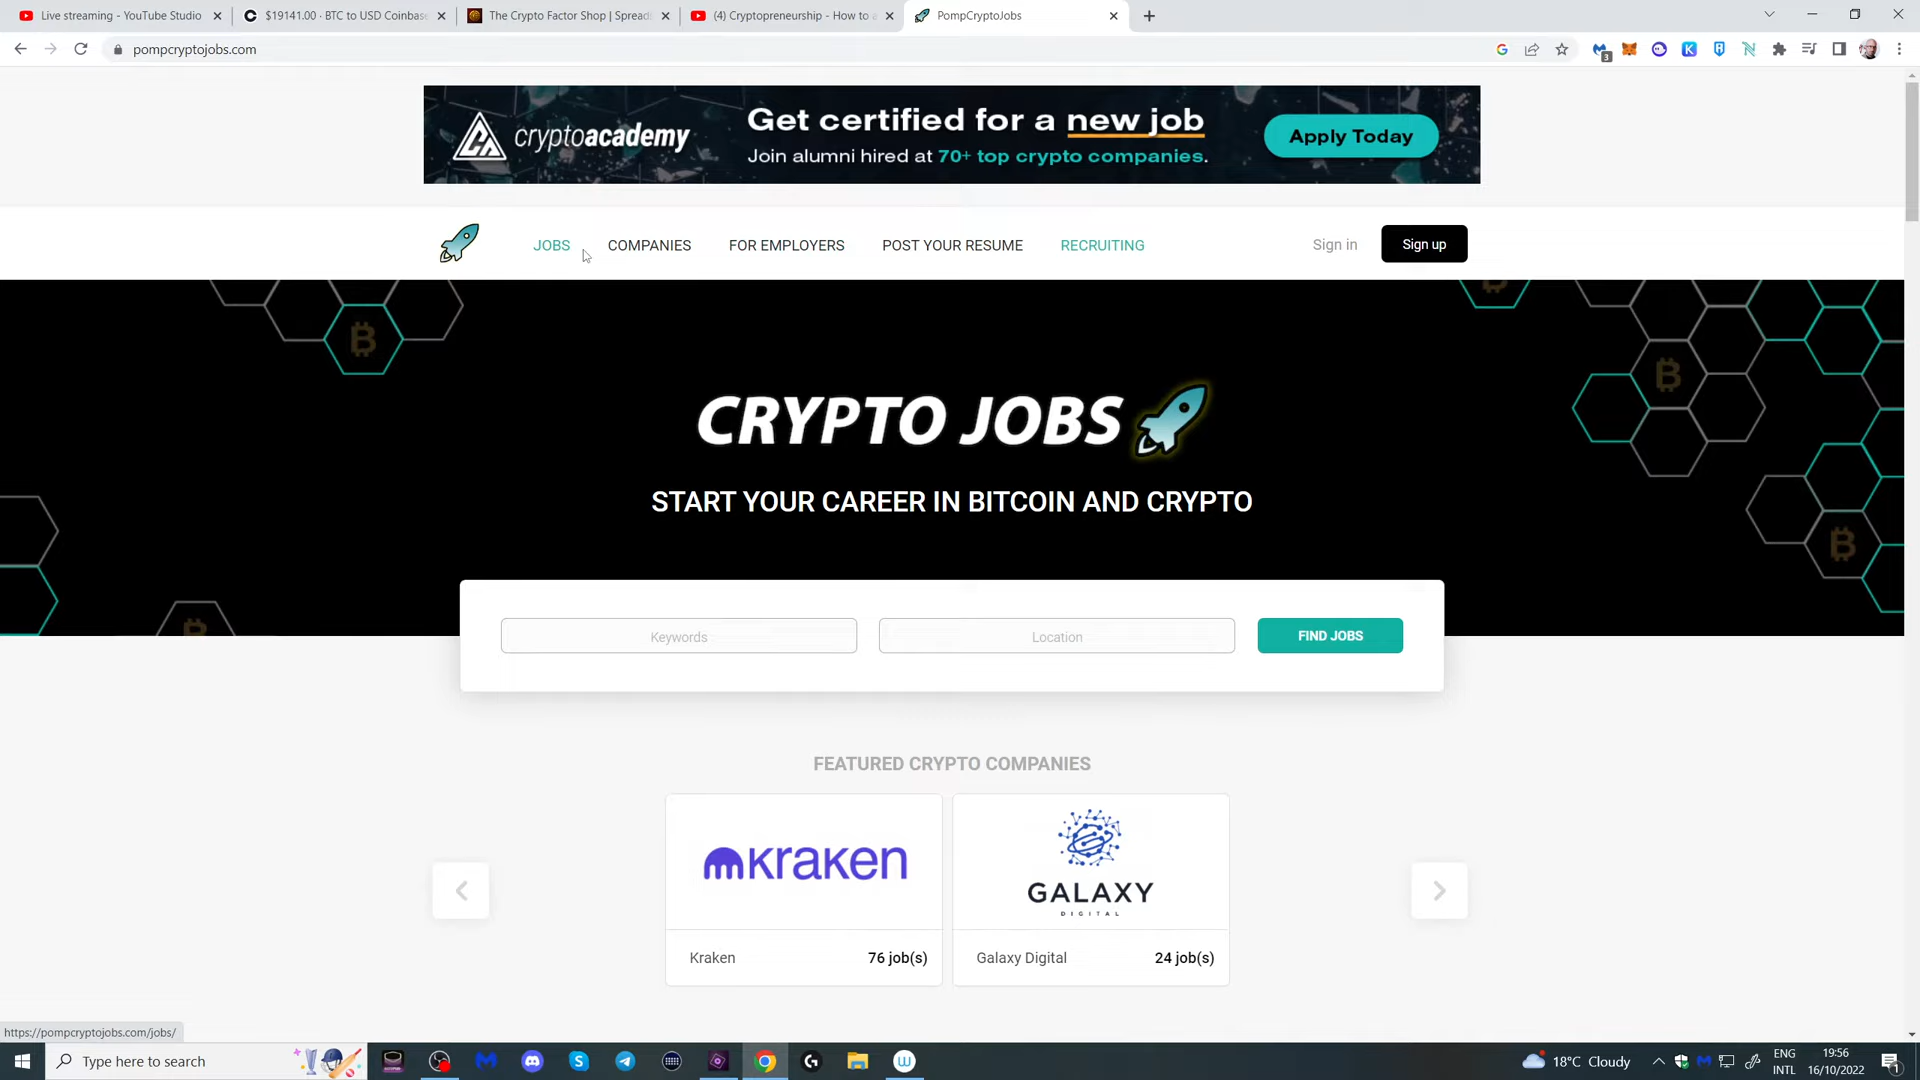 Live streaming - YouTube Studio
$19141.00 · BTC to USD Coinbase
The Crypto Factor Shop | Spread
(4) Cryptopreneurship - How to a
PompCryptoJobs
pompcryptojobs.com
3
cryptoacademy
Get certified for a new job
Join alumni hired at 70+ top crypto companies.
Apply Today
JOBS
COMPANIES
FOR EMPLOYERS
POST YOUR RESUME
RECRUITING
Sign in
Sign up
CRYPTO JOBS
START YOUR CAREER IN BITCOIN AND CRYPTO
Keywords
Location
FIND JOBS
FEATURED CRYPTO COMPANIES
kraken
GALAXY
DIGITAL
Kraken
76 job(s)
Galaxy Digital
24 job(s)
https://pompcryptojobs.com/jobs/
Type here to search
18°C Cloudy
ENG
INTL
19:56
16/10/2022
1